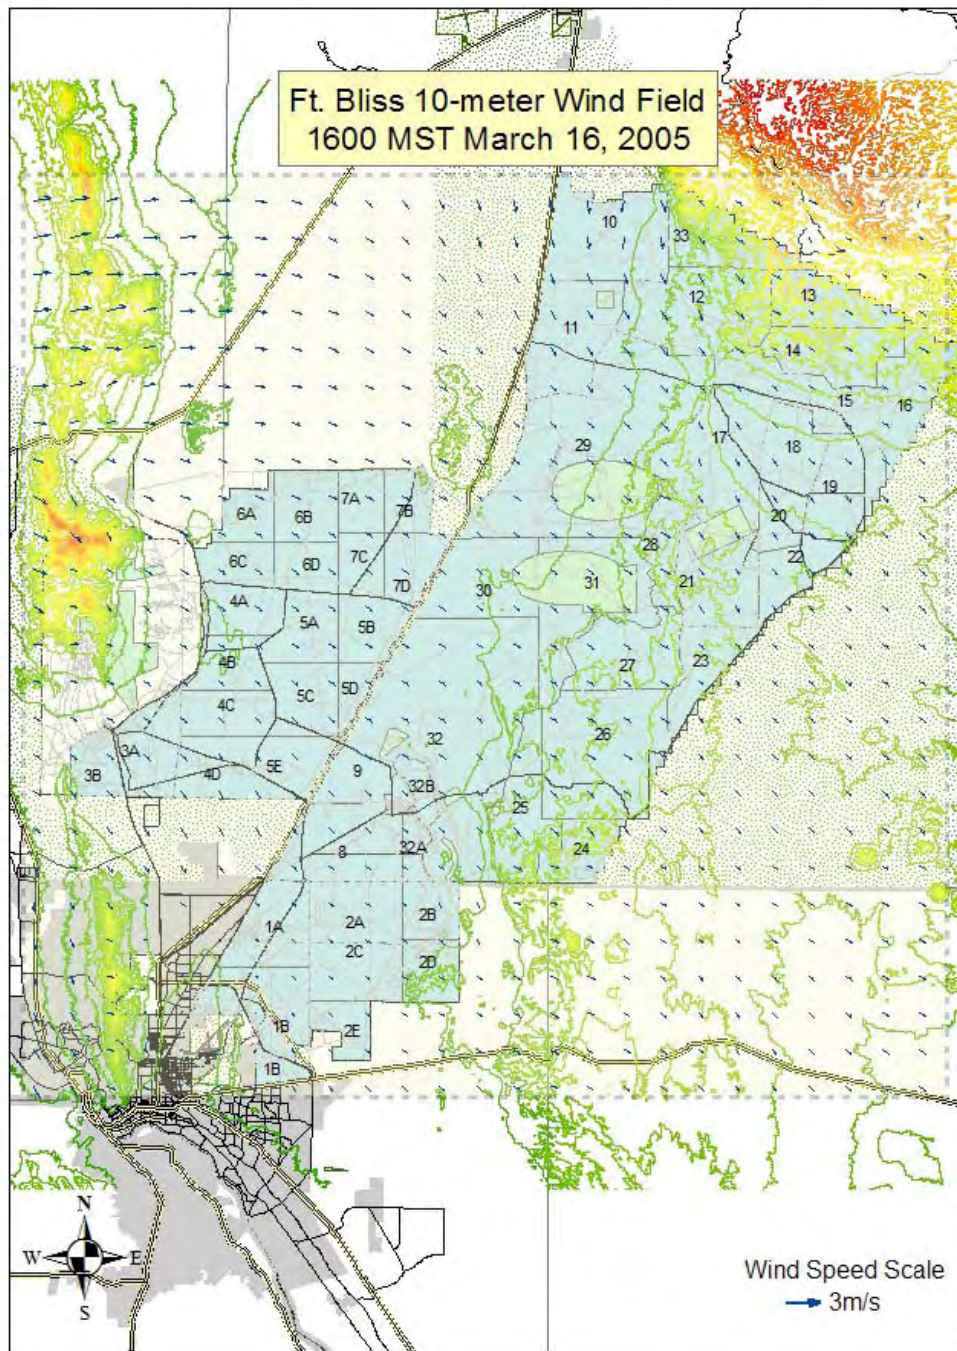 Ft. Bliss 10-meter Wind Field
1600 MST March 16, 2005
10
33
12
13
11
14
15
16
17
29
18
19
7A
6A
6B
7B
20
28
22
6C
6D
7C
7D
30
31
21
4A
5A
5B
4B
27
23
4C
5C
5D
26
3A
32
3B
4D
5E
9
32B
25
8
32A
24
1A
2A
2B
2C
2D
1B
2E
1B
N
W
E
S
Wind Speed Scale
3m/s